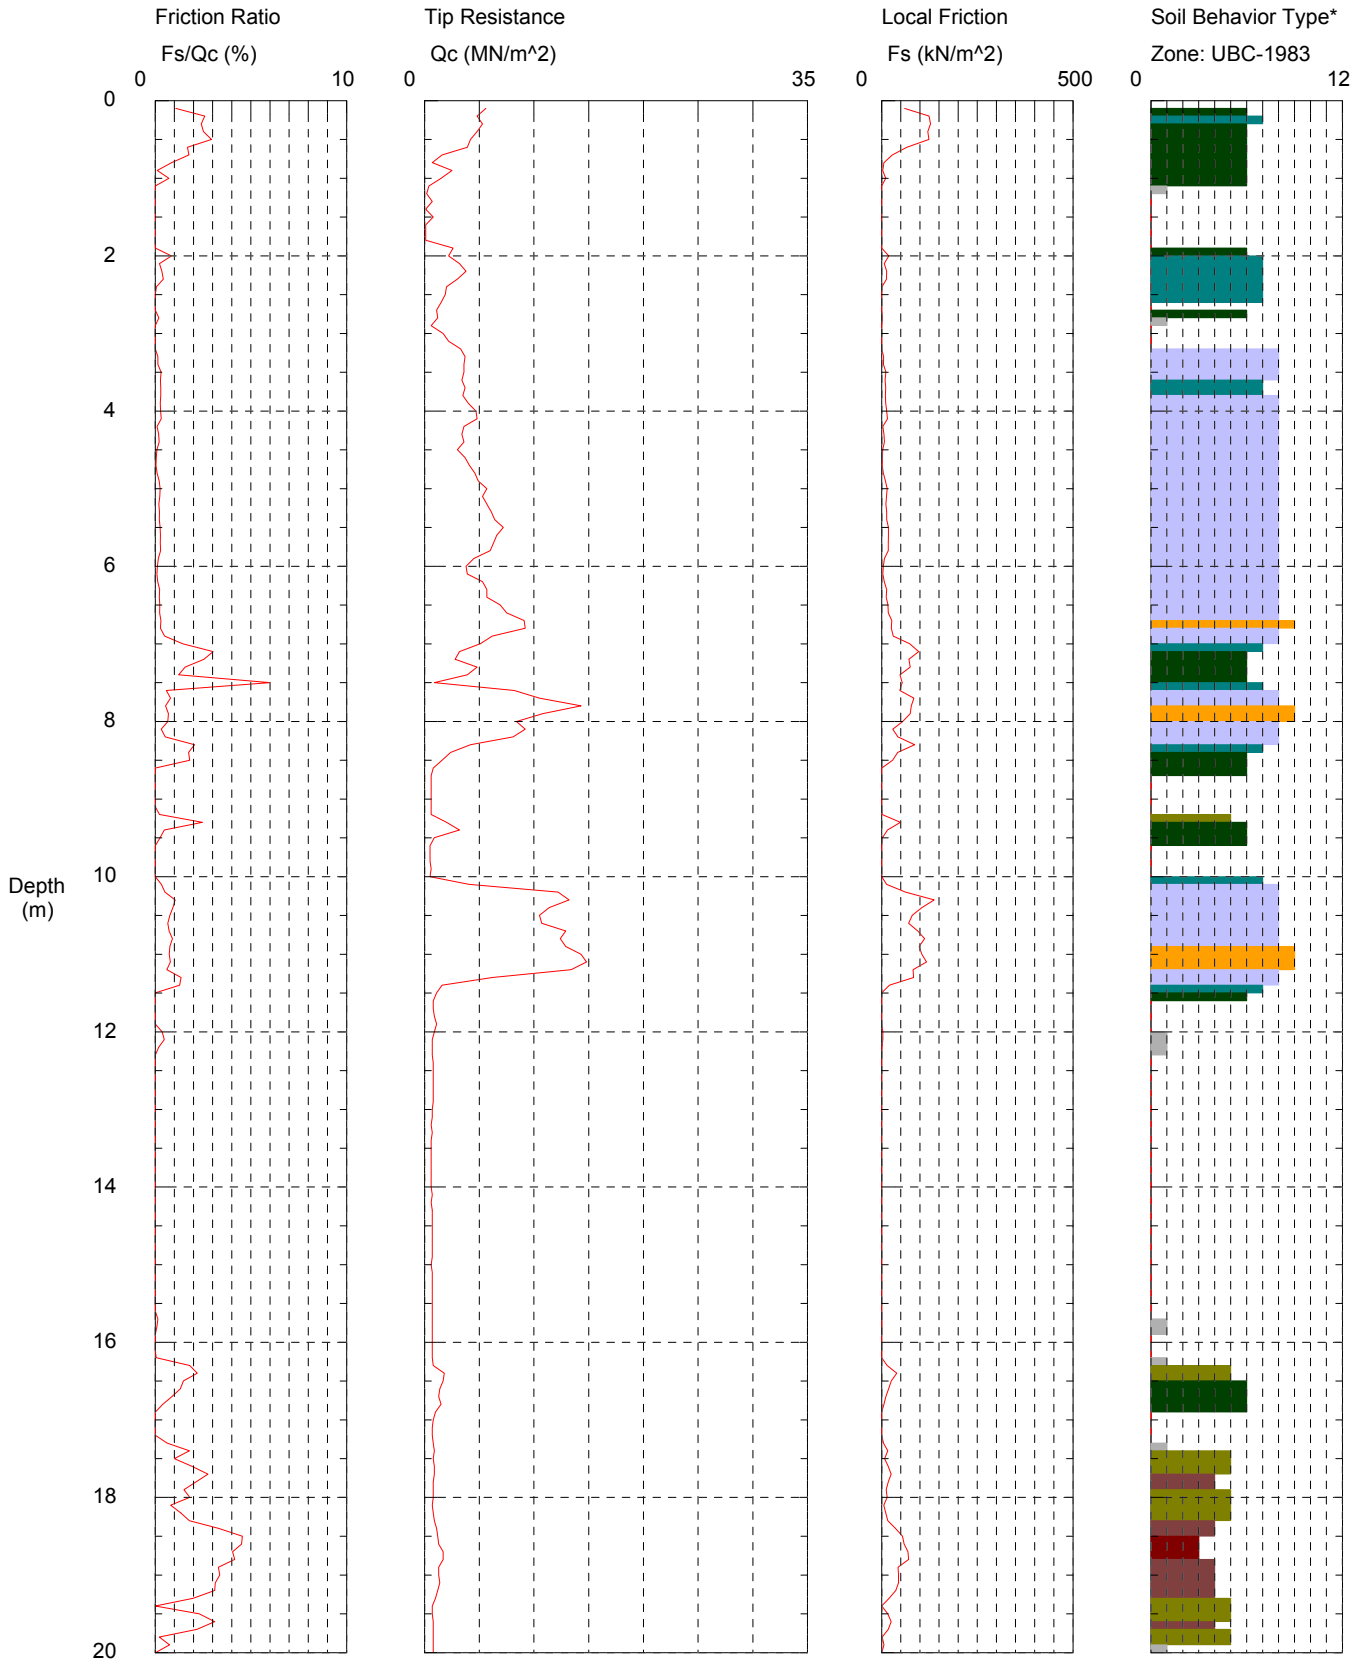 Friction Ratio Tip Resistance Local Friction Soil Behavior Type*
Fs/Qc (%) Qc (MN/m^2) Fs (kN/m^2) Zone: UBC-1983
0 10 0 35 0 500 0 12
0
2
4
6
8
10
Depth
(m)
12
14
16
18
20